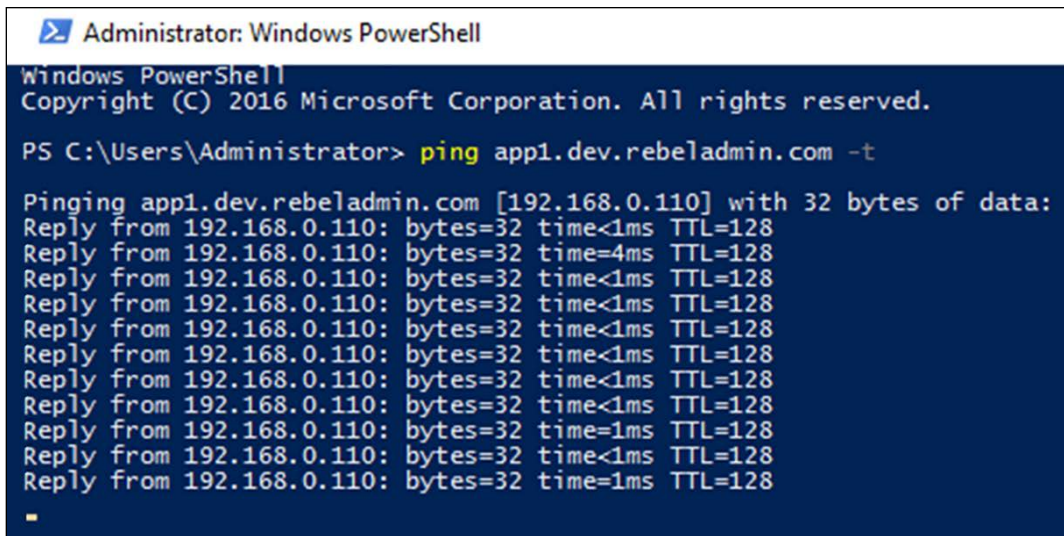 Administrator: Windows PowerShell
Windows PowerShell
Copyright (C) 2016 Microsoft Corporation. All rights reserved.
PS C:\Users\Administrator> ping app1.dev.rebeladmin.com -t
Pinging app1.dev.rebeladmin.com [192.168.0.110] with 32 bytes of data:
Reply from 192.168.0.110: bytes=32 time<1ms TTL=128
Reply from 192.168.0.110: bytes=32 time=4ms TTL=128
Reply from 192.168.0.110: bytes=32 time<1ms TTL=128
Reply from 192.168.0.110: bytes=32 time<1ms TTL=128
Reply from 192.168.0.110: bytes=32 time<1ms TTL=128
Reply from 192.168.0.110: bytes=32 time<1ms TTL=128
Reply from 192.168.0.110: bytes=32 time<1ms TTL=128
Reply from 192.168.0.110: bytes=32 time<1ms TTL=128
Reply from 192.168.0.110: bytes=32 time=1ms TTL=128
Reply from 192.168.0.110: bytes=32 time<1ms TTL=128
Reply from 192.168.0.110: bytes=32 time=1ms TTL=128